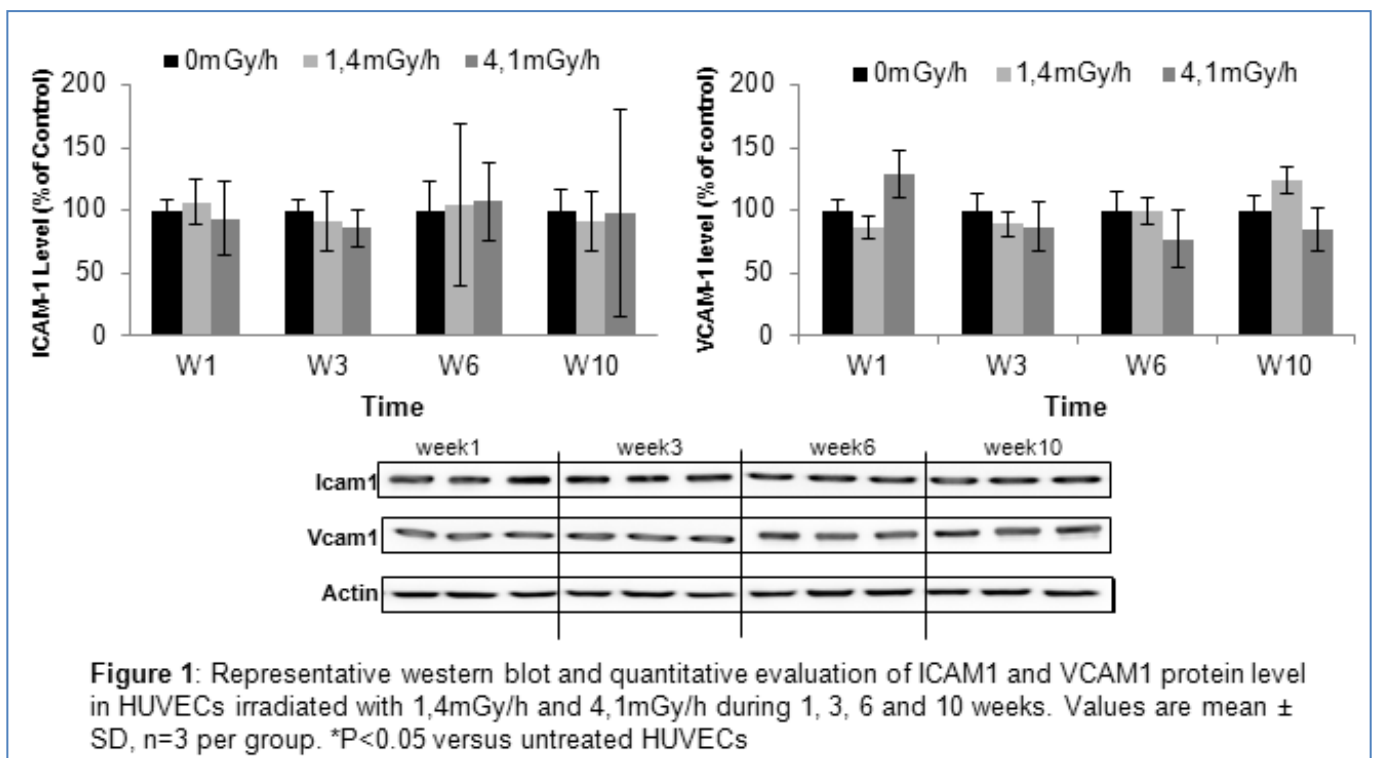 0mGy/h 1,4mGy/h 4,1mGy/h
ICAM-1 Level (% of Control)
200
150
100
50
0
W1 W3 W6 W10
Time
0mGy/h 1,4mGy/h 4,1mGy/h
VCAM-1 level (% of control)
200
150
100
50
0
W1 W3 W6 W10
Time
week1 week3 week6 week10
Icam1
Vcam1
Actin
Figure 1: Representative western blot and quantitative evaluation of ICAM1 and VCAM1 protein level
in HUVECs irradiated with 1,4mGy/h and 4,1mGy/h during 1, 3, 6 and 10 weeks. Values are mean ±
SD, n=3 per group. *P<0.05 versus untreated HUVECs